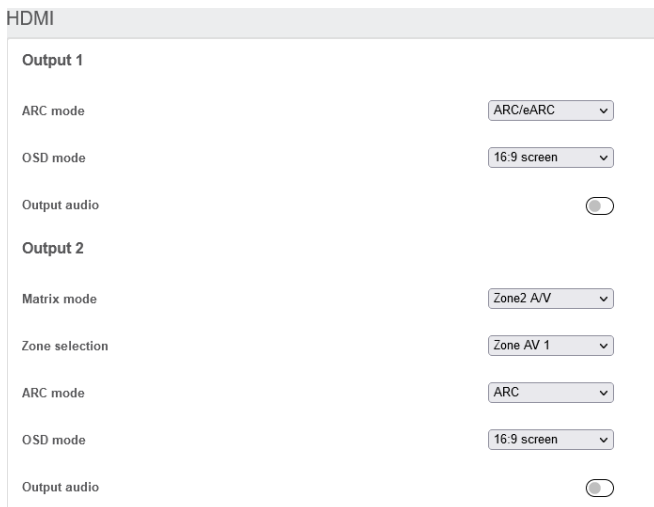 HDMI
Output 1
ARC mode ARC/eARC
OSD mode 16:9 screen
Output audio
Output 2
Matrix mode Zone2 A/V
Zone selection Zone AV 1
ARC mode ARC
OSD mode 16:9 screen
Output audio